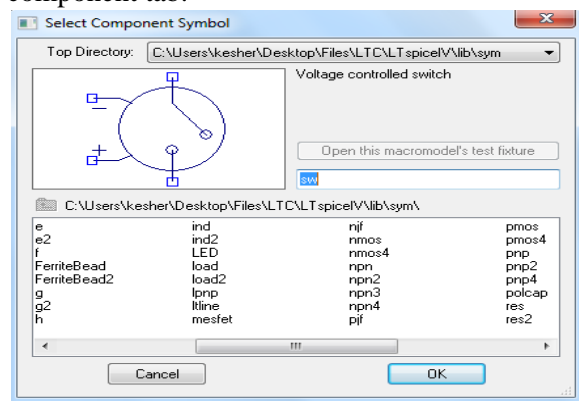 component tab.
Select Component Symbol
Top Directory: C:\Users\kesher\Desktop\Files\LTC\LTspiceIV\lib\sym
Voltage controlled switch
Open this macromodel's test fixture
sw
C:\Users\kesher\Desktop\Files\LTC\LTspiceIV\lib\sym\
e ind njf pmos
e2 ind2 nmos pmos4
f LED nmos4 pnp
FerriteBead load npn pnp2
FerriteBead2 load2 npn2 pnp4
g lpnp npn3 polcap
g2 ltline npn4 res
h mesfet pjf res2
Cancel OK